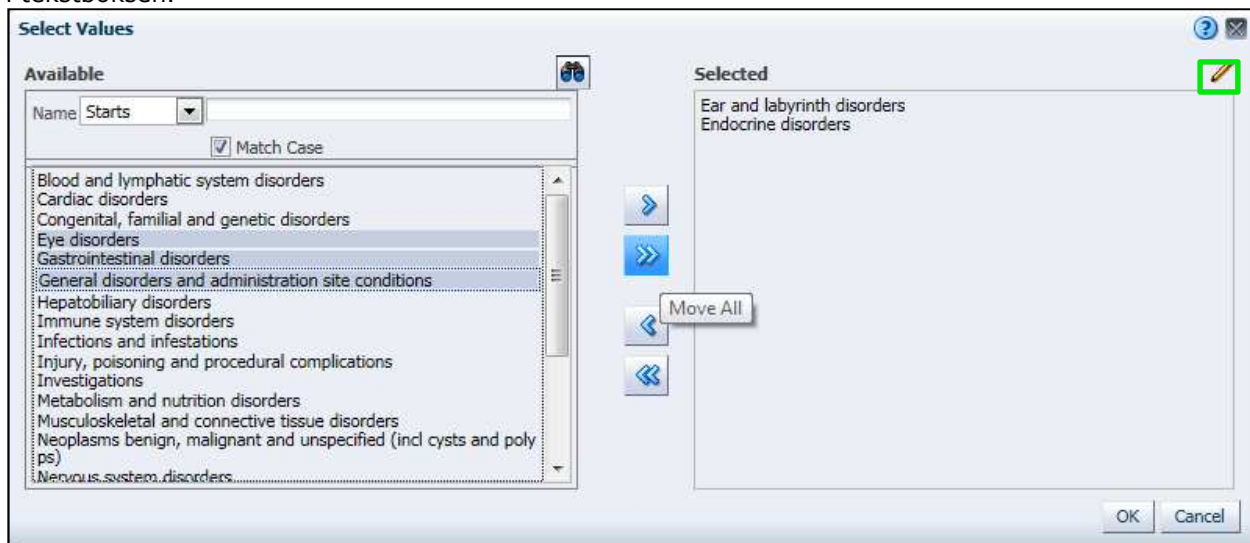 i tekstboksen.
Select Values
Available
Selected
Name Starts
Match Case
Blood and lymphatic system disorders
Cardiac disorders
Congenital, familial and genetic disorders
Eye disorders
Gastrointestinal disorders
General disorders and administration site conditions
Hepatobiliary disorders
Immune system disorders
Infections and infestations
Injury, poisoning and procedural complications
Investigations
Metabolism and nutrition disorders
Musculoskeletal and connective tissue disorders
Neoplasms benign, malignant and unspecified (incl cysts and poly
ps)
Nervous system disorders
Move All
Ear and labyrinth disorders
Endocrine disorders
OK Cancel